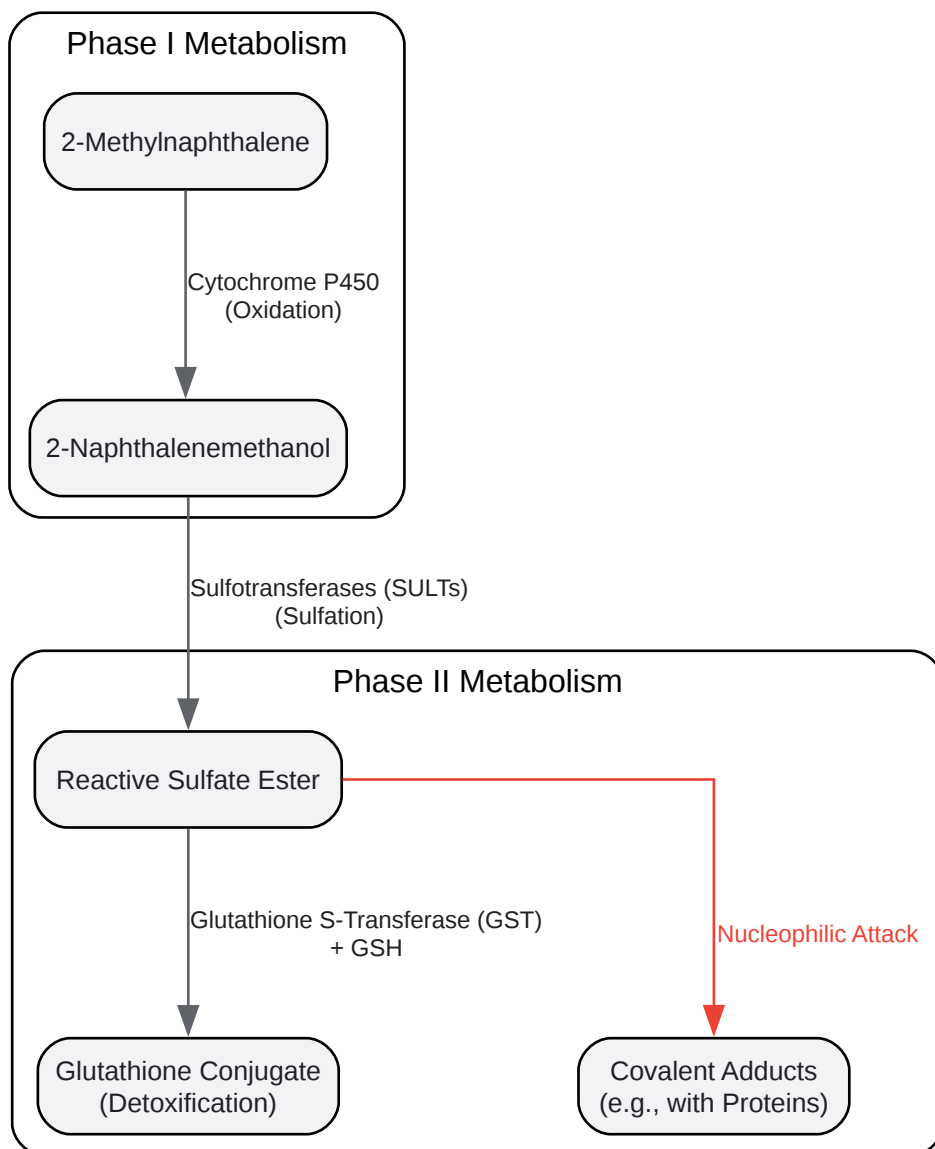 Phase I Metabolism
2-Methylnaphthalene
Cytochrome P450
(Oxidation)
2-Naphthalenemethanol
Sulfotransferases (SULTs)
(Sulfation)
Phase II Metabolism
Reactive Sulfate Ester
Glutathione S-Transferase (GST)
+ GSH
Nucleophilic Attack
Glutathione Conjugate
(Detoxification)
Covalent Adducts
(e.g., with Proteins)